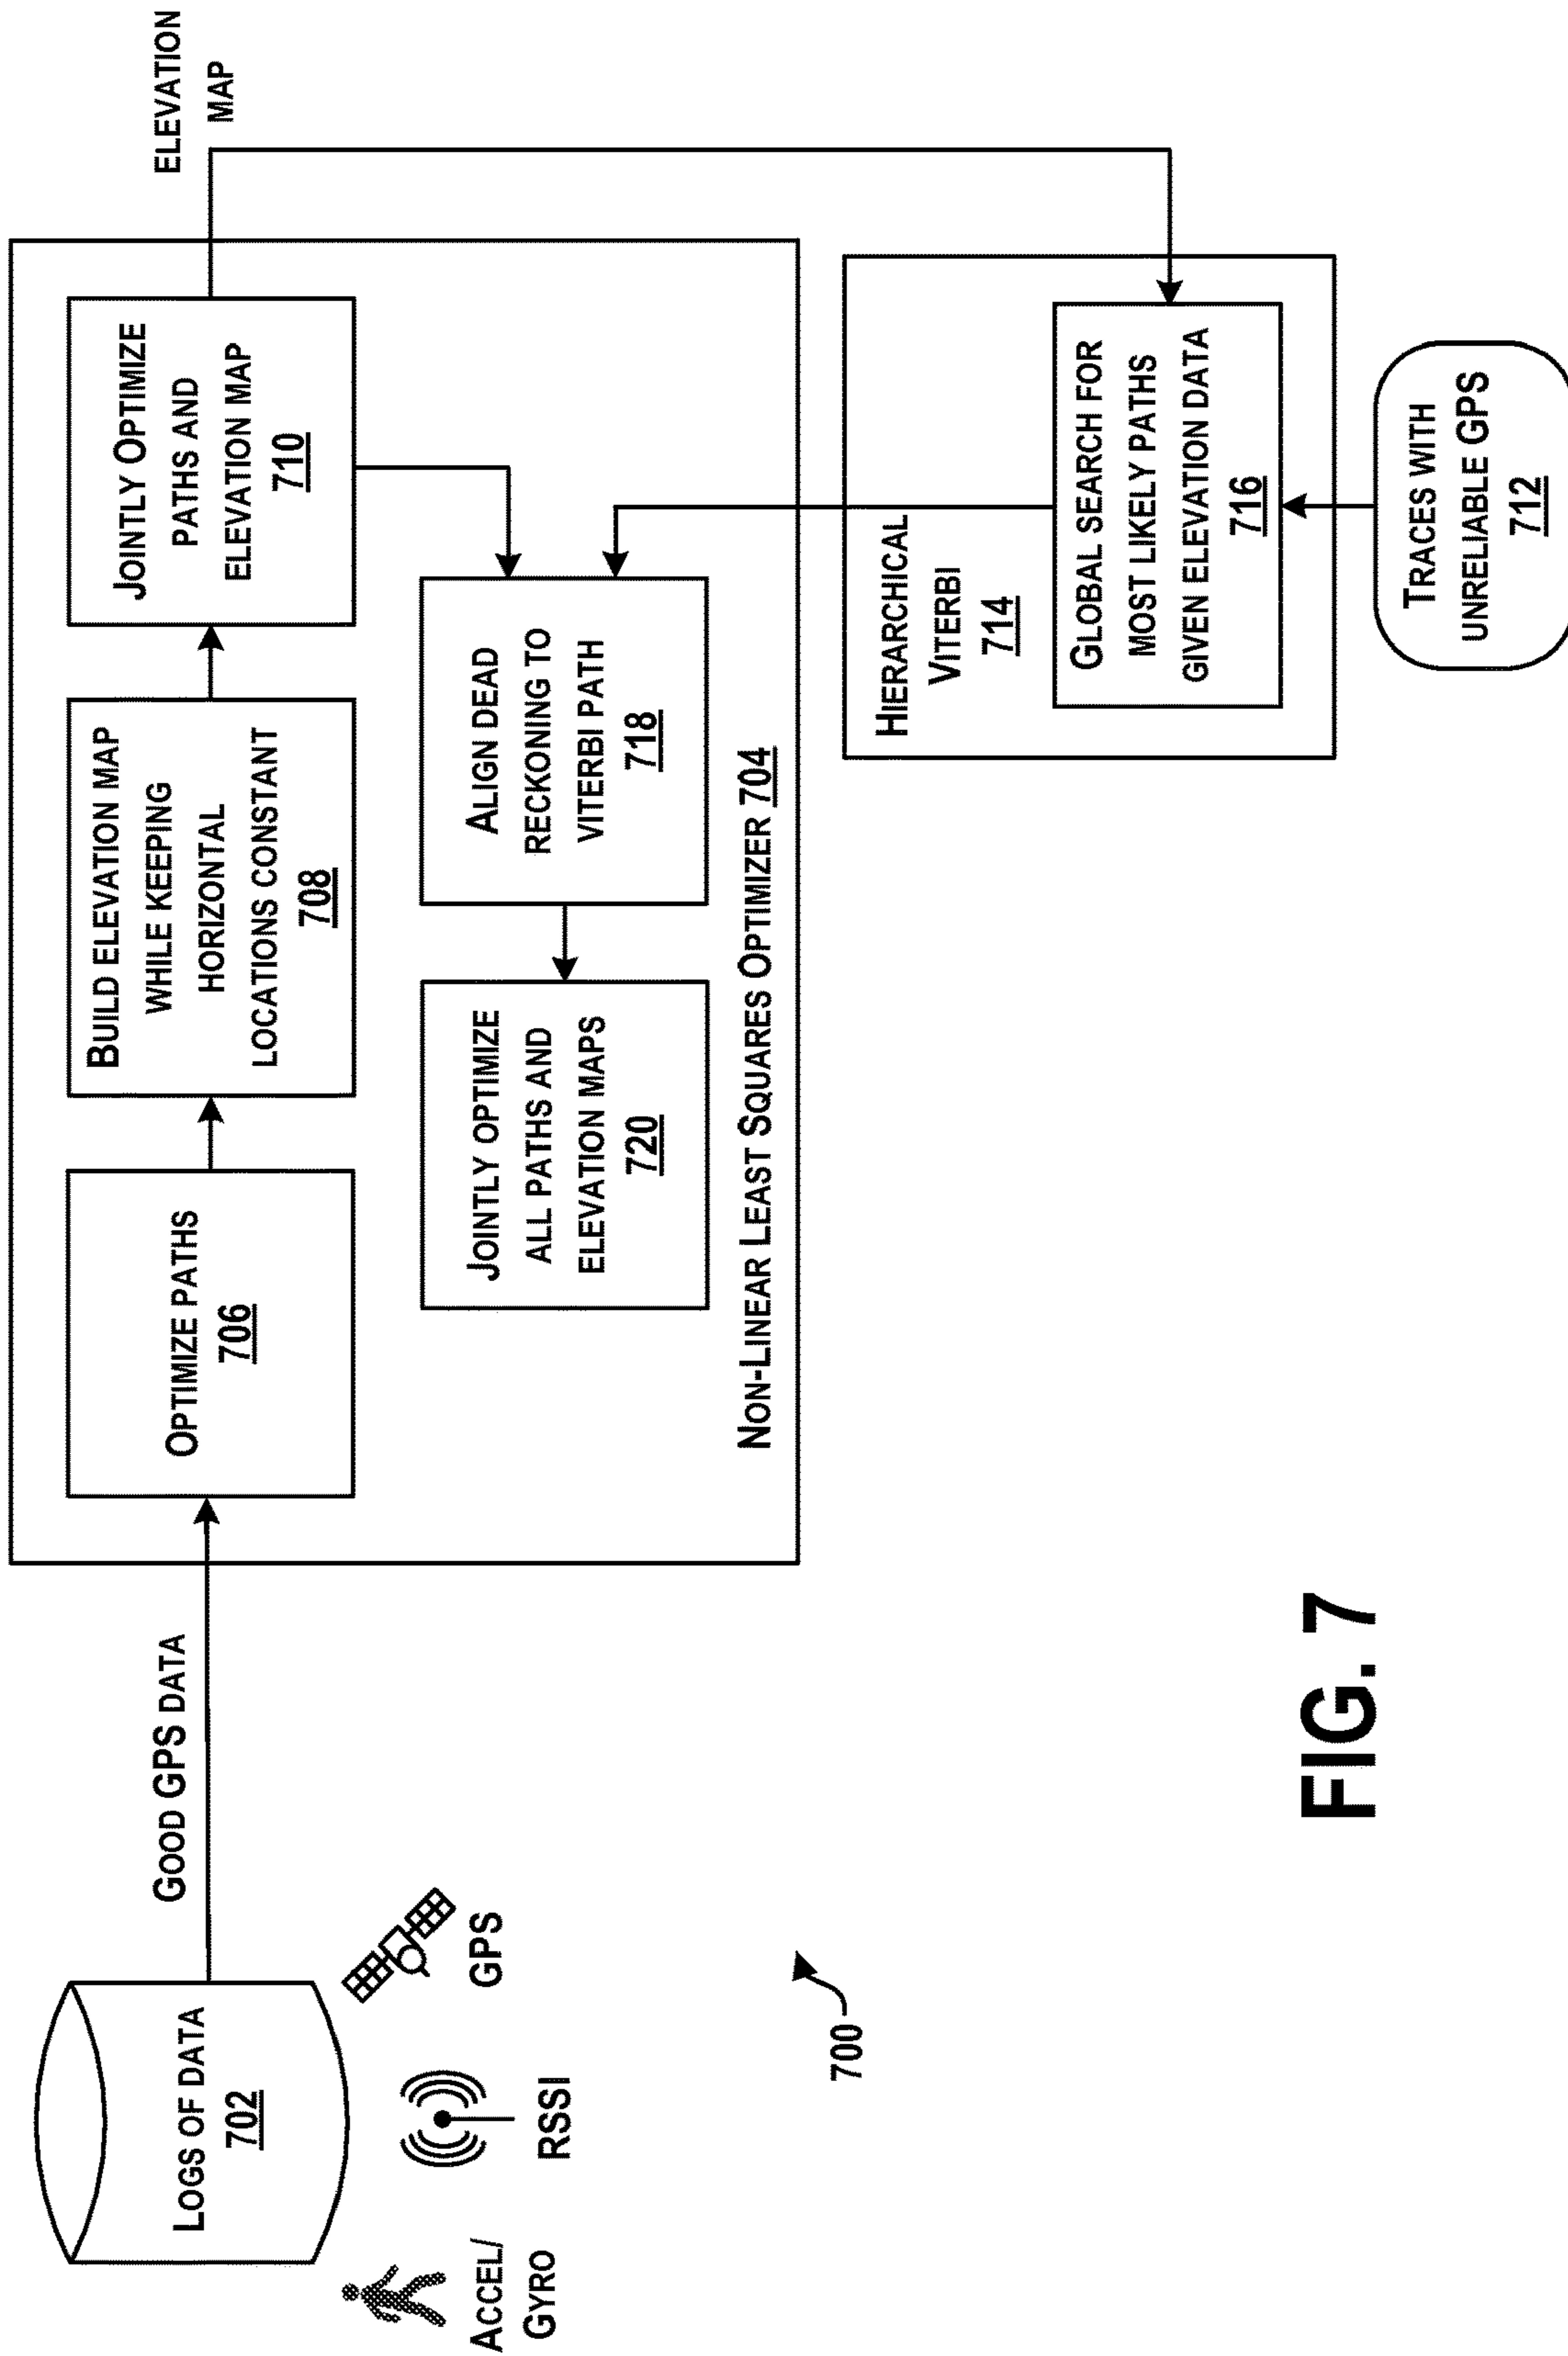 LOGS OF DATA
702
ACCEL/
GYRO
RSSI
GPS
GOOD GPS DATA
OPTIMIZE PATHS
706
BUILD ELEVATION MAP
WHILE KEEPING
HORIZONTAL
LOCATIONS CONSTANT
708
JOINTLY OPTIMIZE
PATHS AND
ELEVATION MAP
710
ELEVATION
MAP
JOINTLY OPTIMIZE
ALL PATHS AND
ELEVATION MAPS
720
ALIGN DEAD
RECKONING TO
VITERBI PATH
718
NON-LINEAR LEAST SQUARES OPTIMIZER 704
HIERARCHICAL
VITERBI
714
GLOBAL SEARCH FOR
MOST LIKELY PATHS
GIVEN ELEVATION DATA
716
TRACES WITH
UNRELIABLE GPS
712
700
FIG. 7